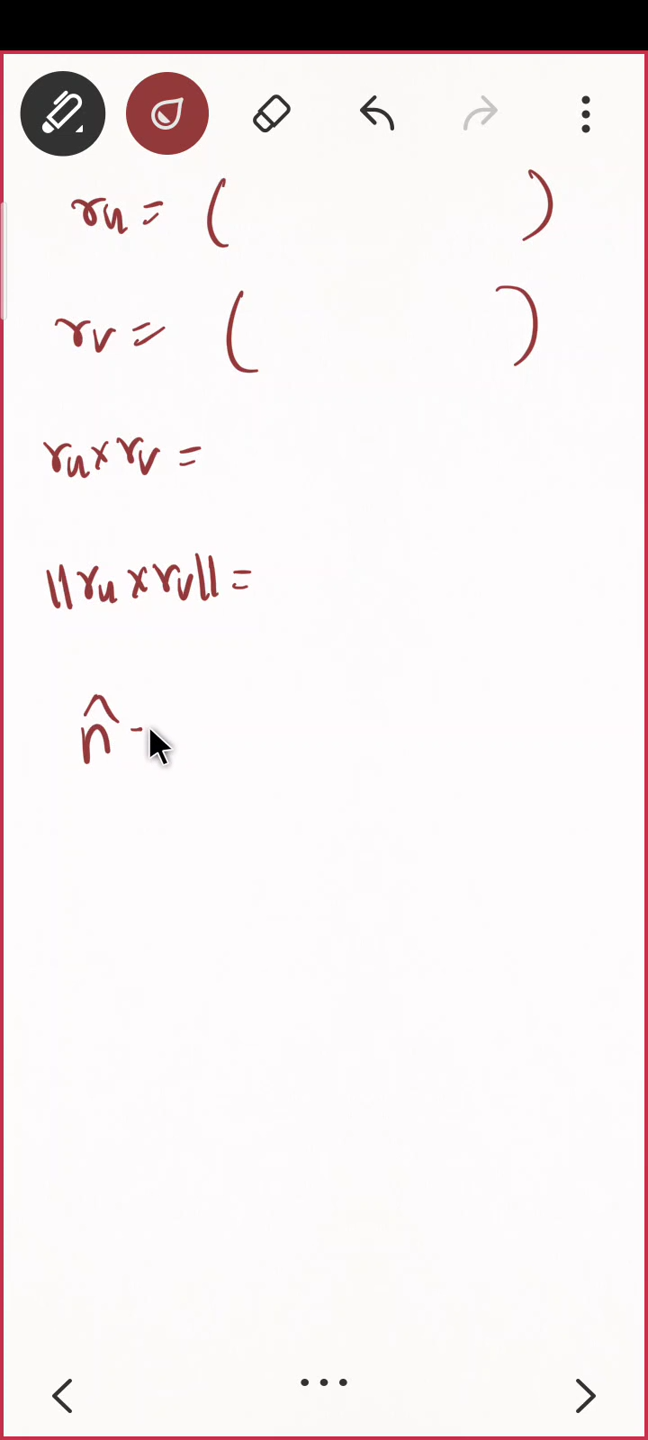 ru = (      )
rv = (      )
ru × rv =
||ru × rv|| =
n̂ -